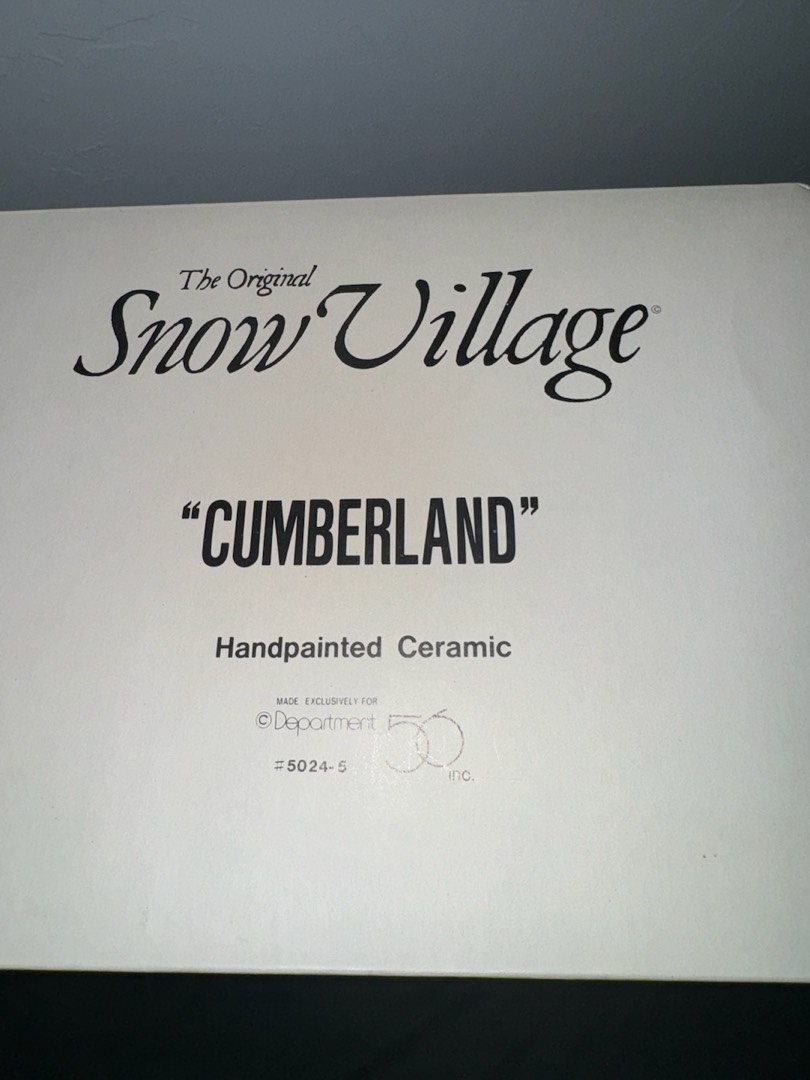 The Original
Snow Village©
“CUMBERLAND”
Handpainted Ceramic
MADE EXCLUSIVELY FOR
©Department 56 inc.
#5024-5